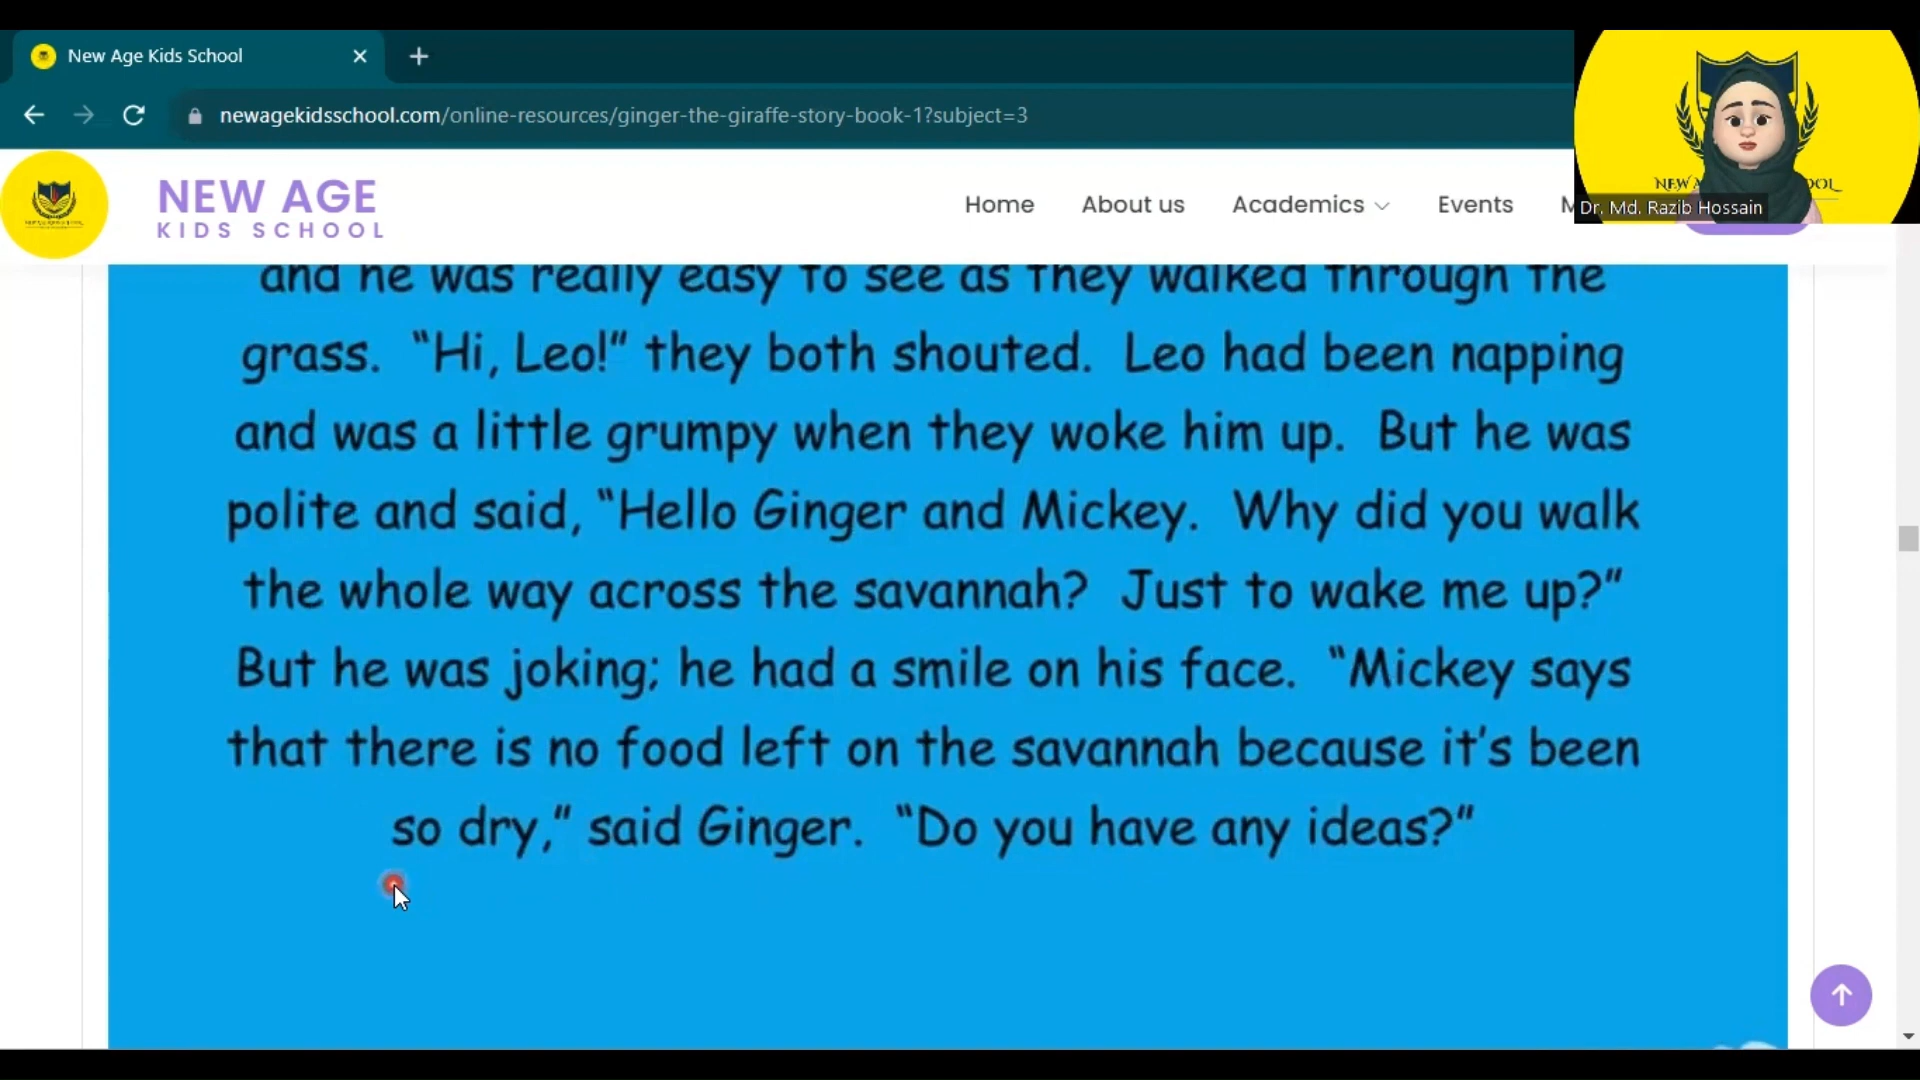 New Age Kids School
newagekidsschool.com/online-resources/ginger-the-giraffe-story-book-1?subject=3
NEW AGE
KIDS SCHOOL
Home About us Academics Events
Dr. Md. Razib Hossain
and he was really easy to see as they walked through the
grass. “Hi, Leo!” they both shouted. Leo had been napping
and was a little grumpy when they woke him up. But he was
polite and said, “Hello Ginger and Mickey. Why did you walk
the whole way across the savannah? Just to wake me up?”
But he was joking; he had a smile on his face. “Mickey says
that there is no food left on the savannah because it’s been
so dry,” said Ginger. “Do you have any ideas?”